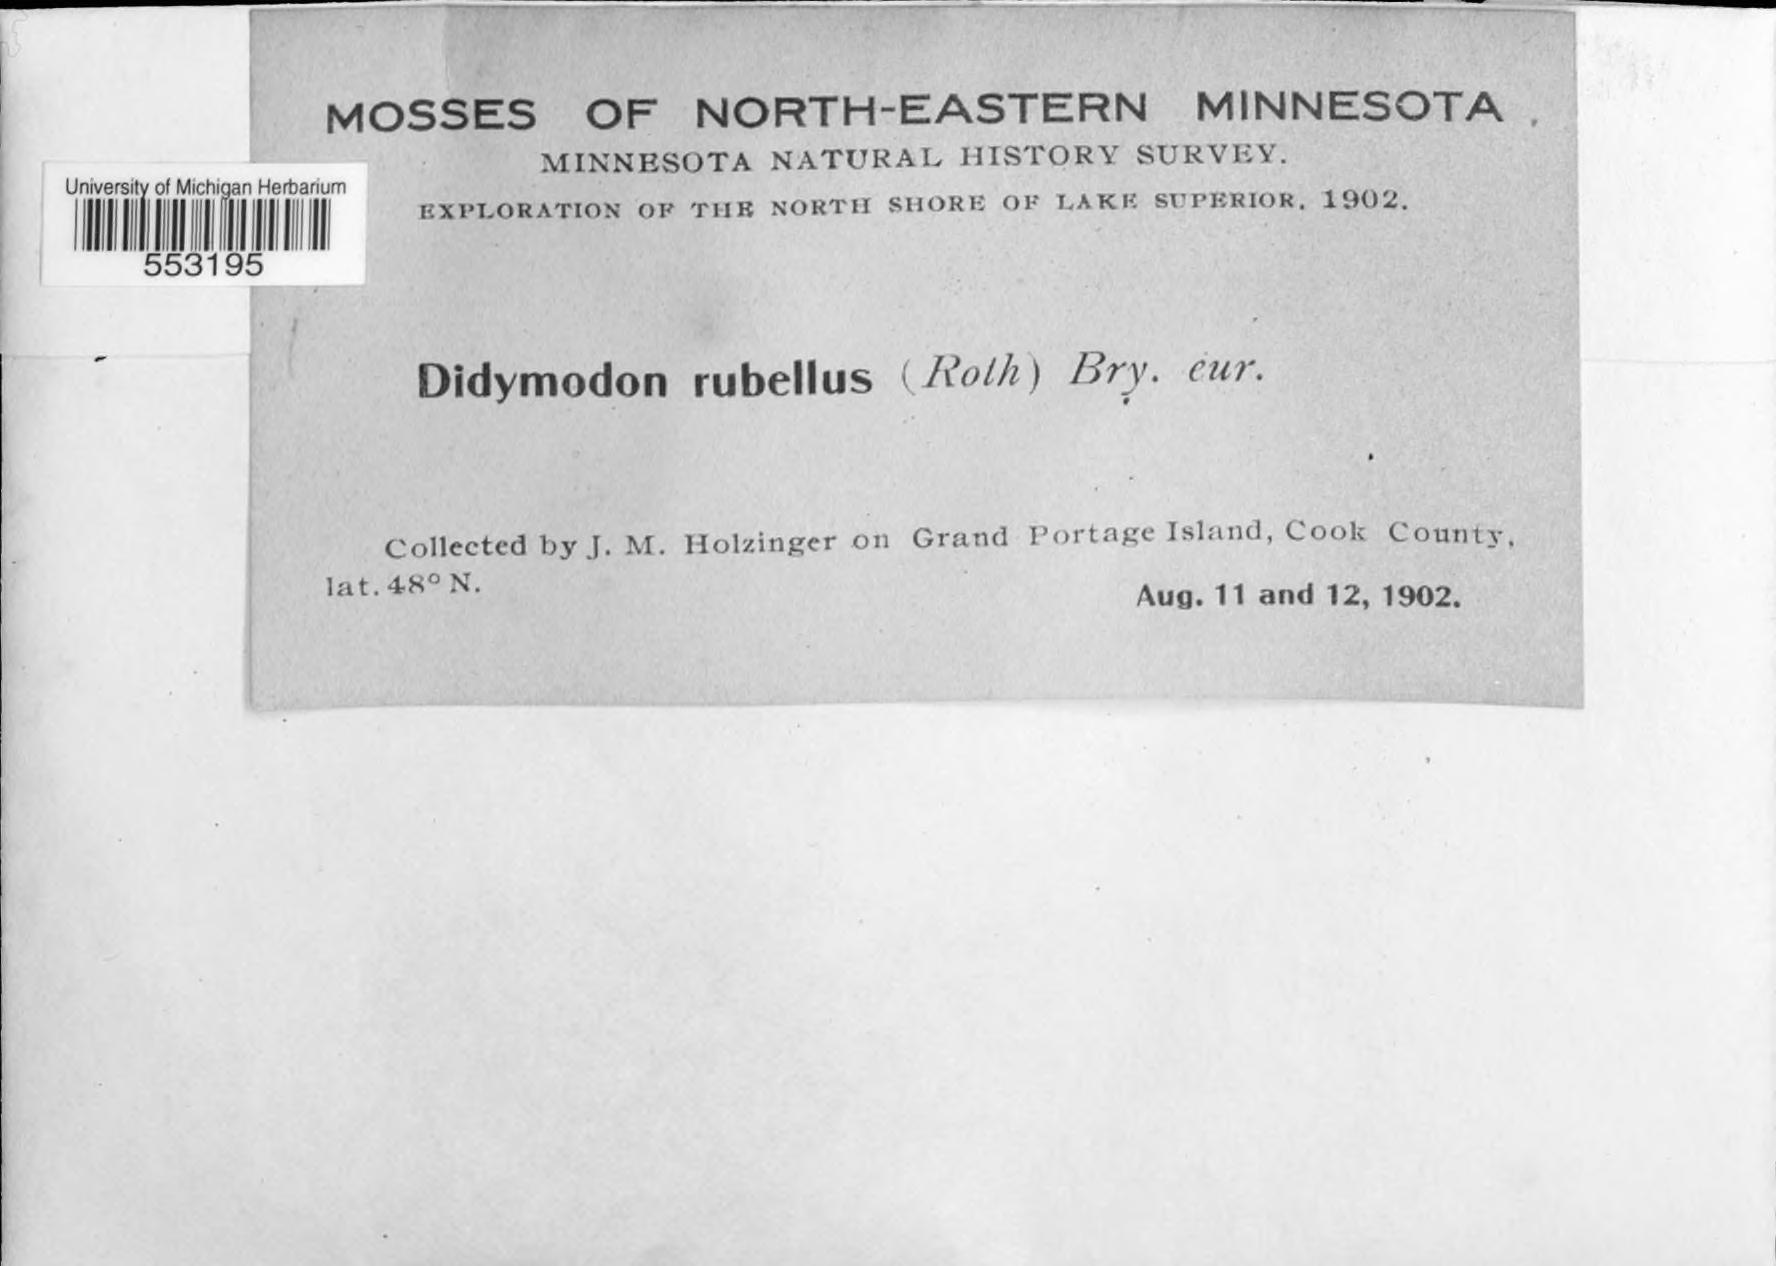 MOSSES OF NORTH-EASTERN MINNESOTA.
MINNESOTA NATURAL HISTORY SURVEY.
EXPLORATION OF THE NORTH SHORE OF LAKE SUPERIOR, 1902.
University of Michigan Herbarium
553195
Didymodon rubellus (Roth) Bry. eur.
Collected by J. M. Holzinger on Grand Portage Island, Cook County,
lat. 48° N.
Aug. 11 and 12, 1902.